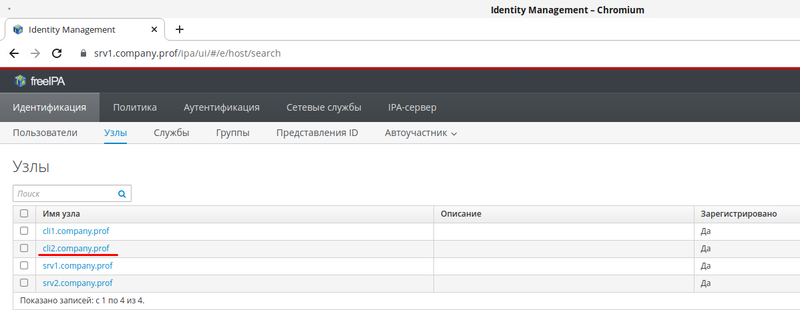 Identity Management – Chromium
Identity Management
srv1.company.prof/ipa/ui/#/e/host/search
freeIPA
Идентификация Политика Аутентификация Сетевые службы IPA-сервер
Пользователи Узлы Службы Группы Представления ID Автоучастник
Узлы
Поиск
Имя узла Описание Зарегистрировано
cli1.company.prof Да
cli2.company.prof Да
srv1.company.prof Да
srv2.company.prof Да
Показано записей: с 1 по 4 из 4.